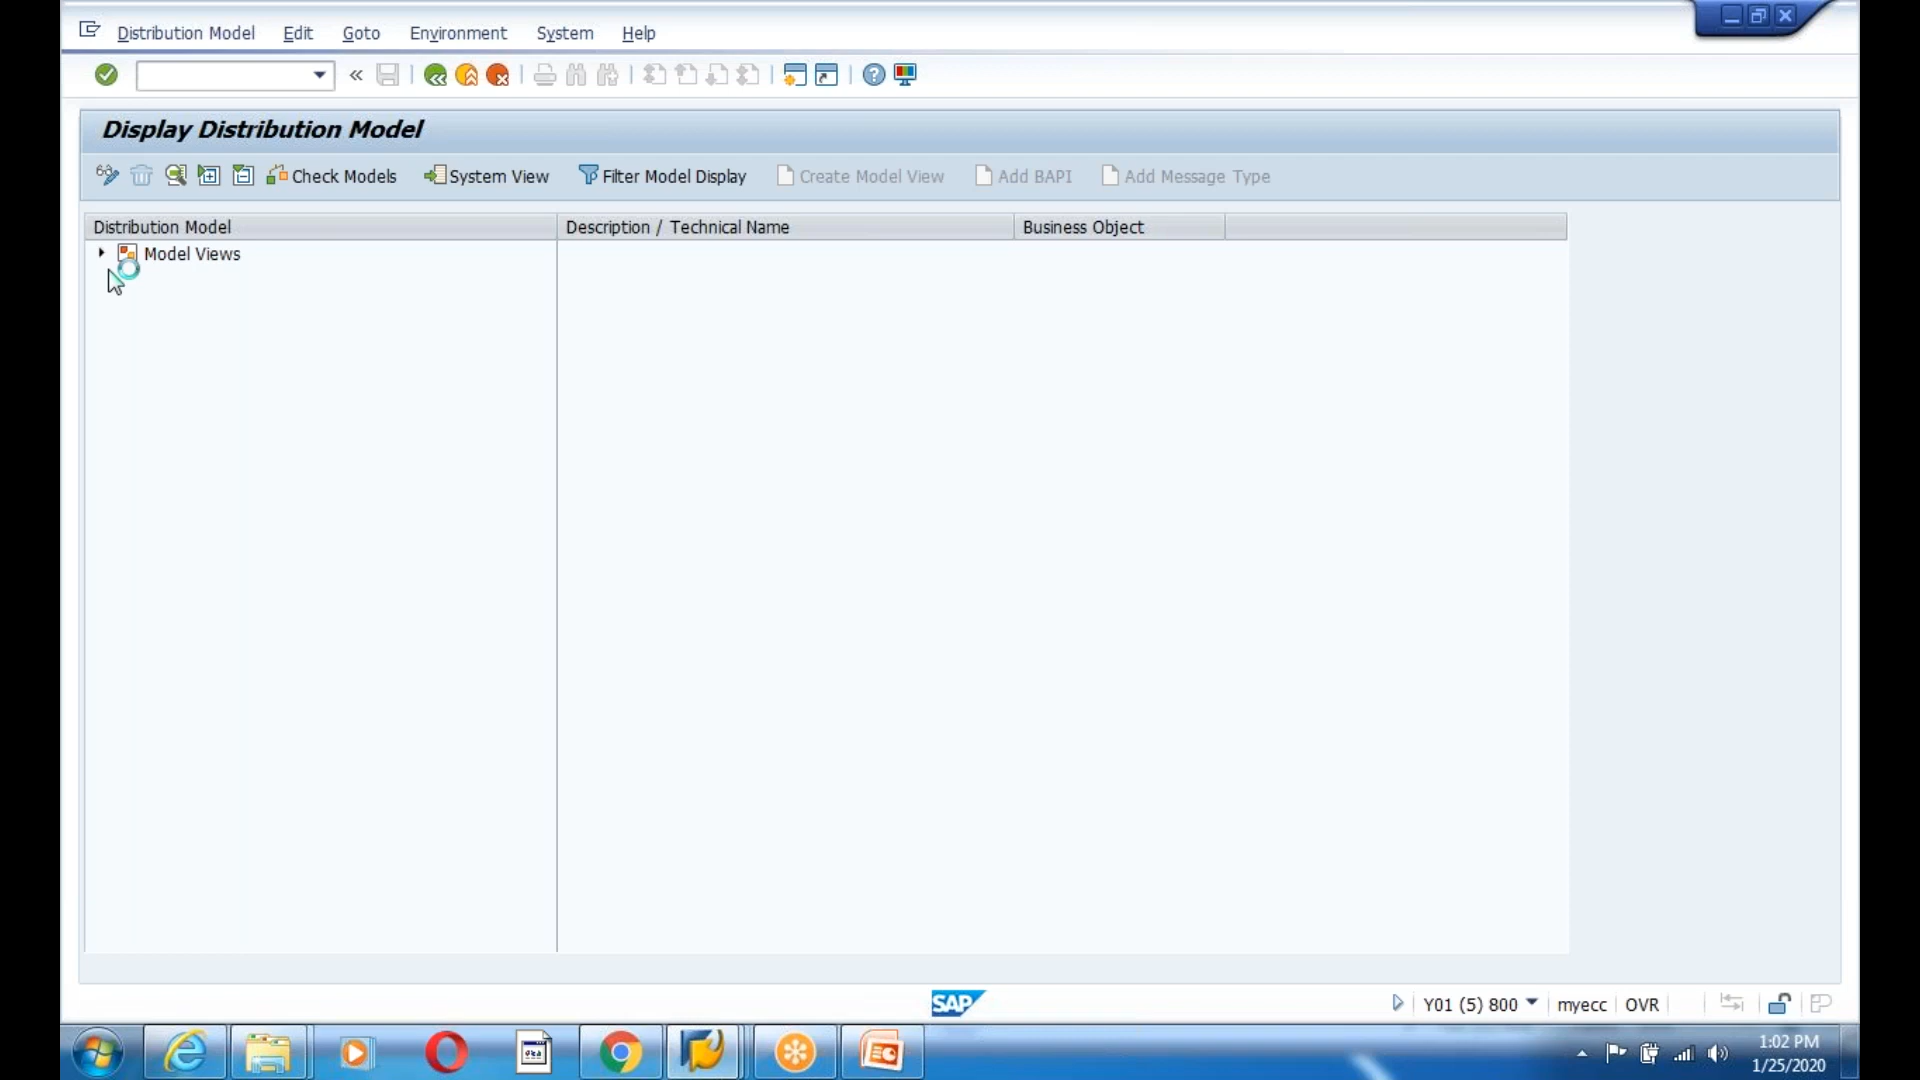 Distribution Model Edit Goto Environment System Help
Display Distribution Model
Check Models System View Filter Model Display Create Model View Add BAPI Add Message Type
Distribution Model Description / Technical Name Business Object
Model Views
SAP
Y01 (5) 800 myecc OVR
1:02 PM
1/25/2020